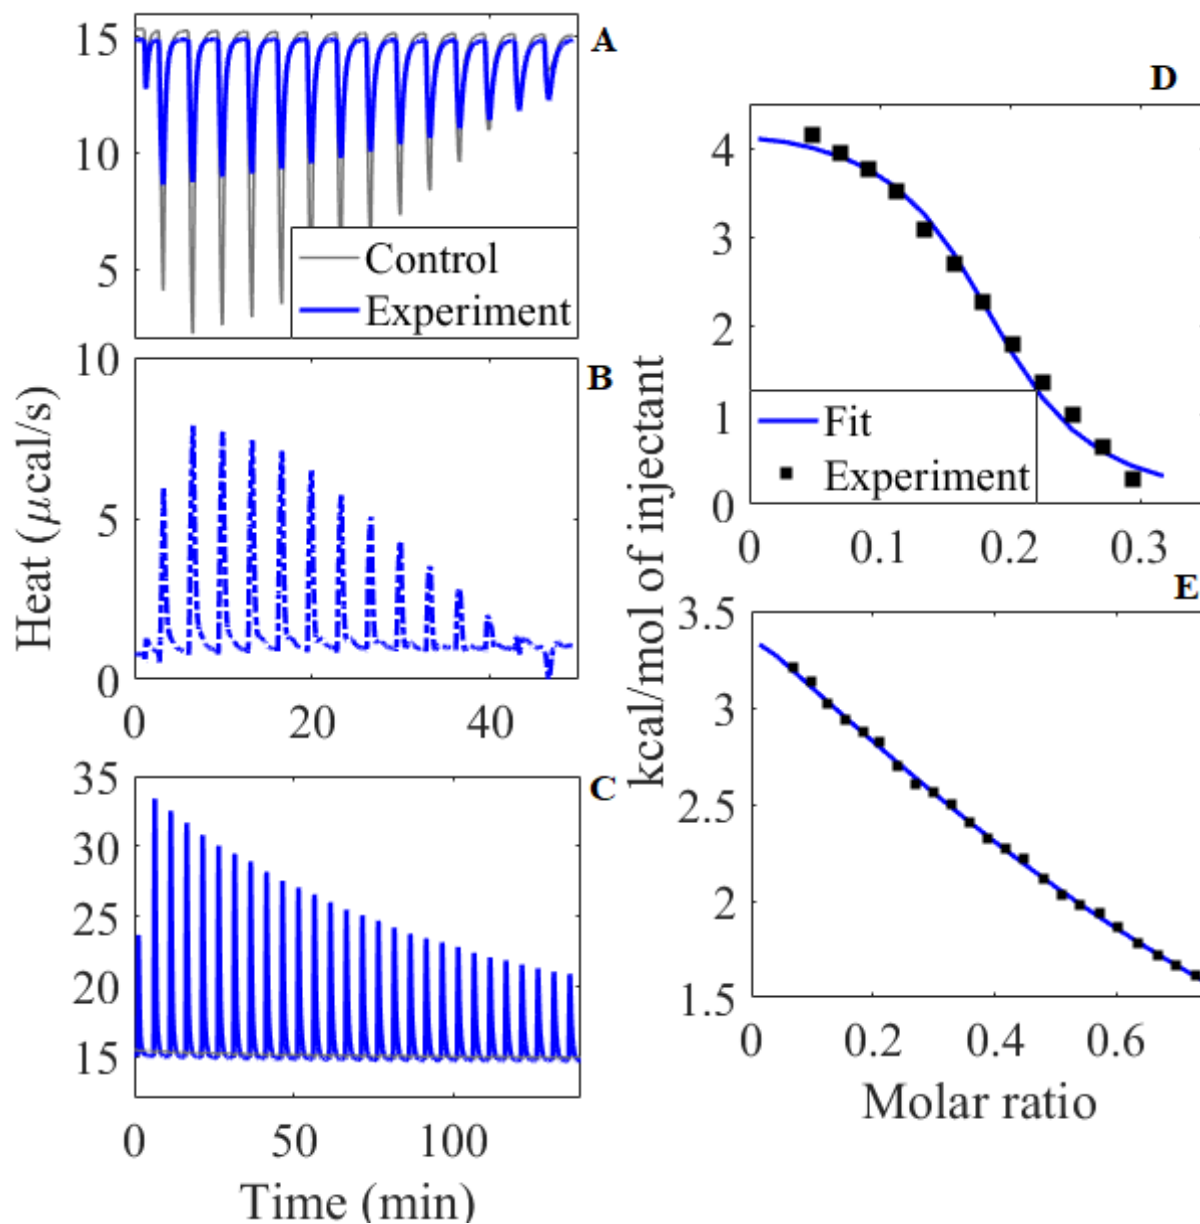 A
15
10
5
Control
Experiment
B
10
5
0
0 20 40
Heat (μcal/s)
C
35
30
25
20
15
0 50 100
Time (min)
D
4
3
2
1
0
Fit
Experiment
0 0.1 0.2 0.3
kcal/mol of injectant
E
3.5
3
2.5
2
1.5
0 0.2 0.4 0.6
Molar ratio